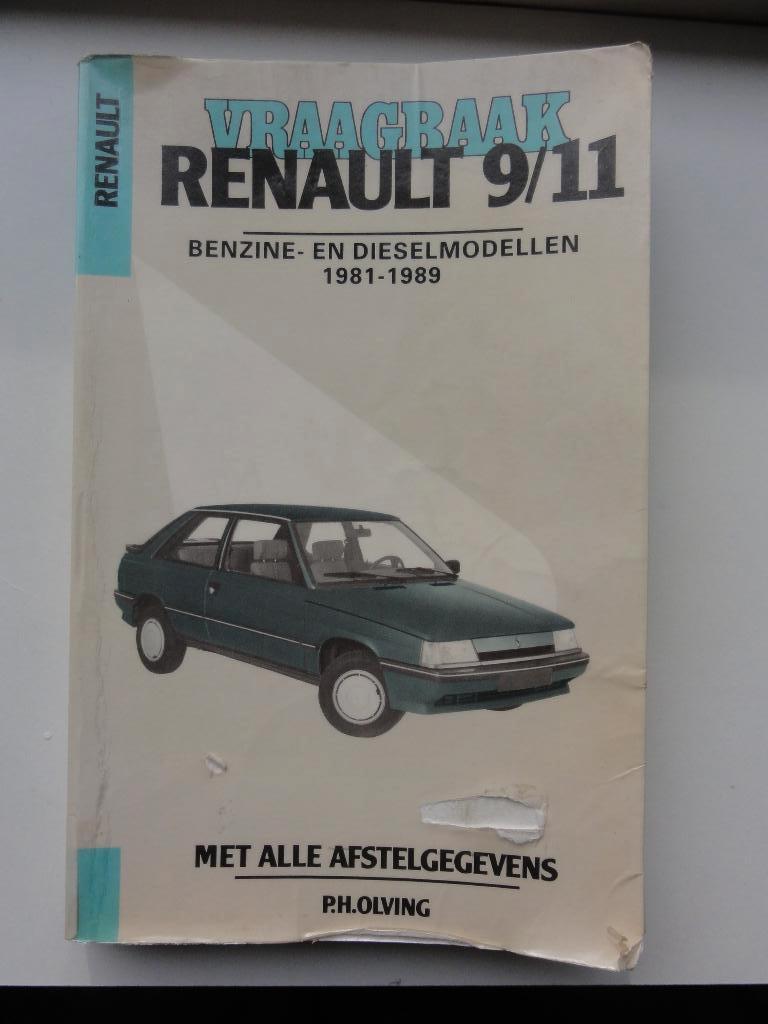 RENAULT
VRAAGBAAK
RENAULT 9/11
BENZINE- EN DIESELMODELLEN
1981-1989
MET ALLE AFSTELGEGEVENS
P.H.OLVING